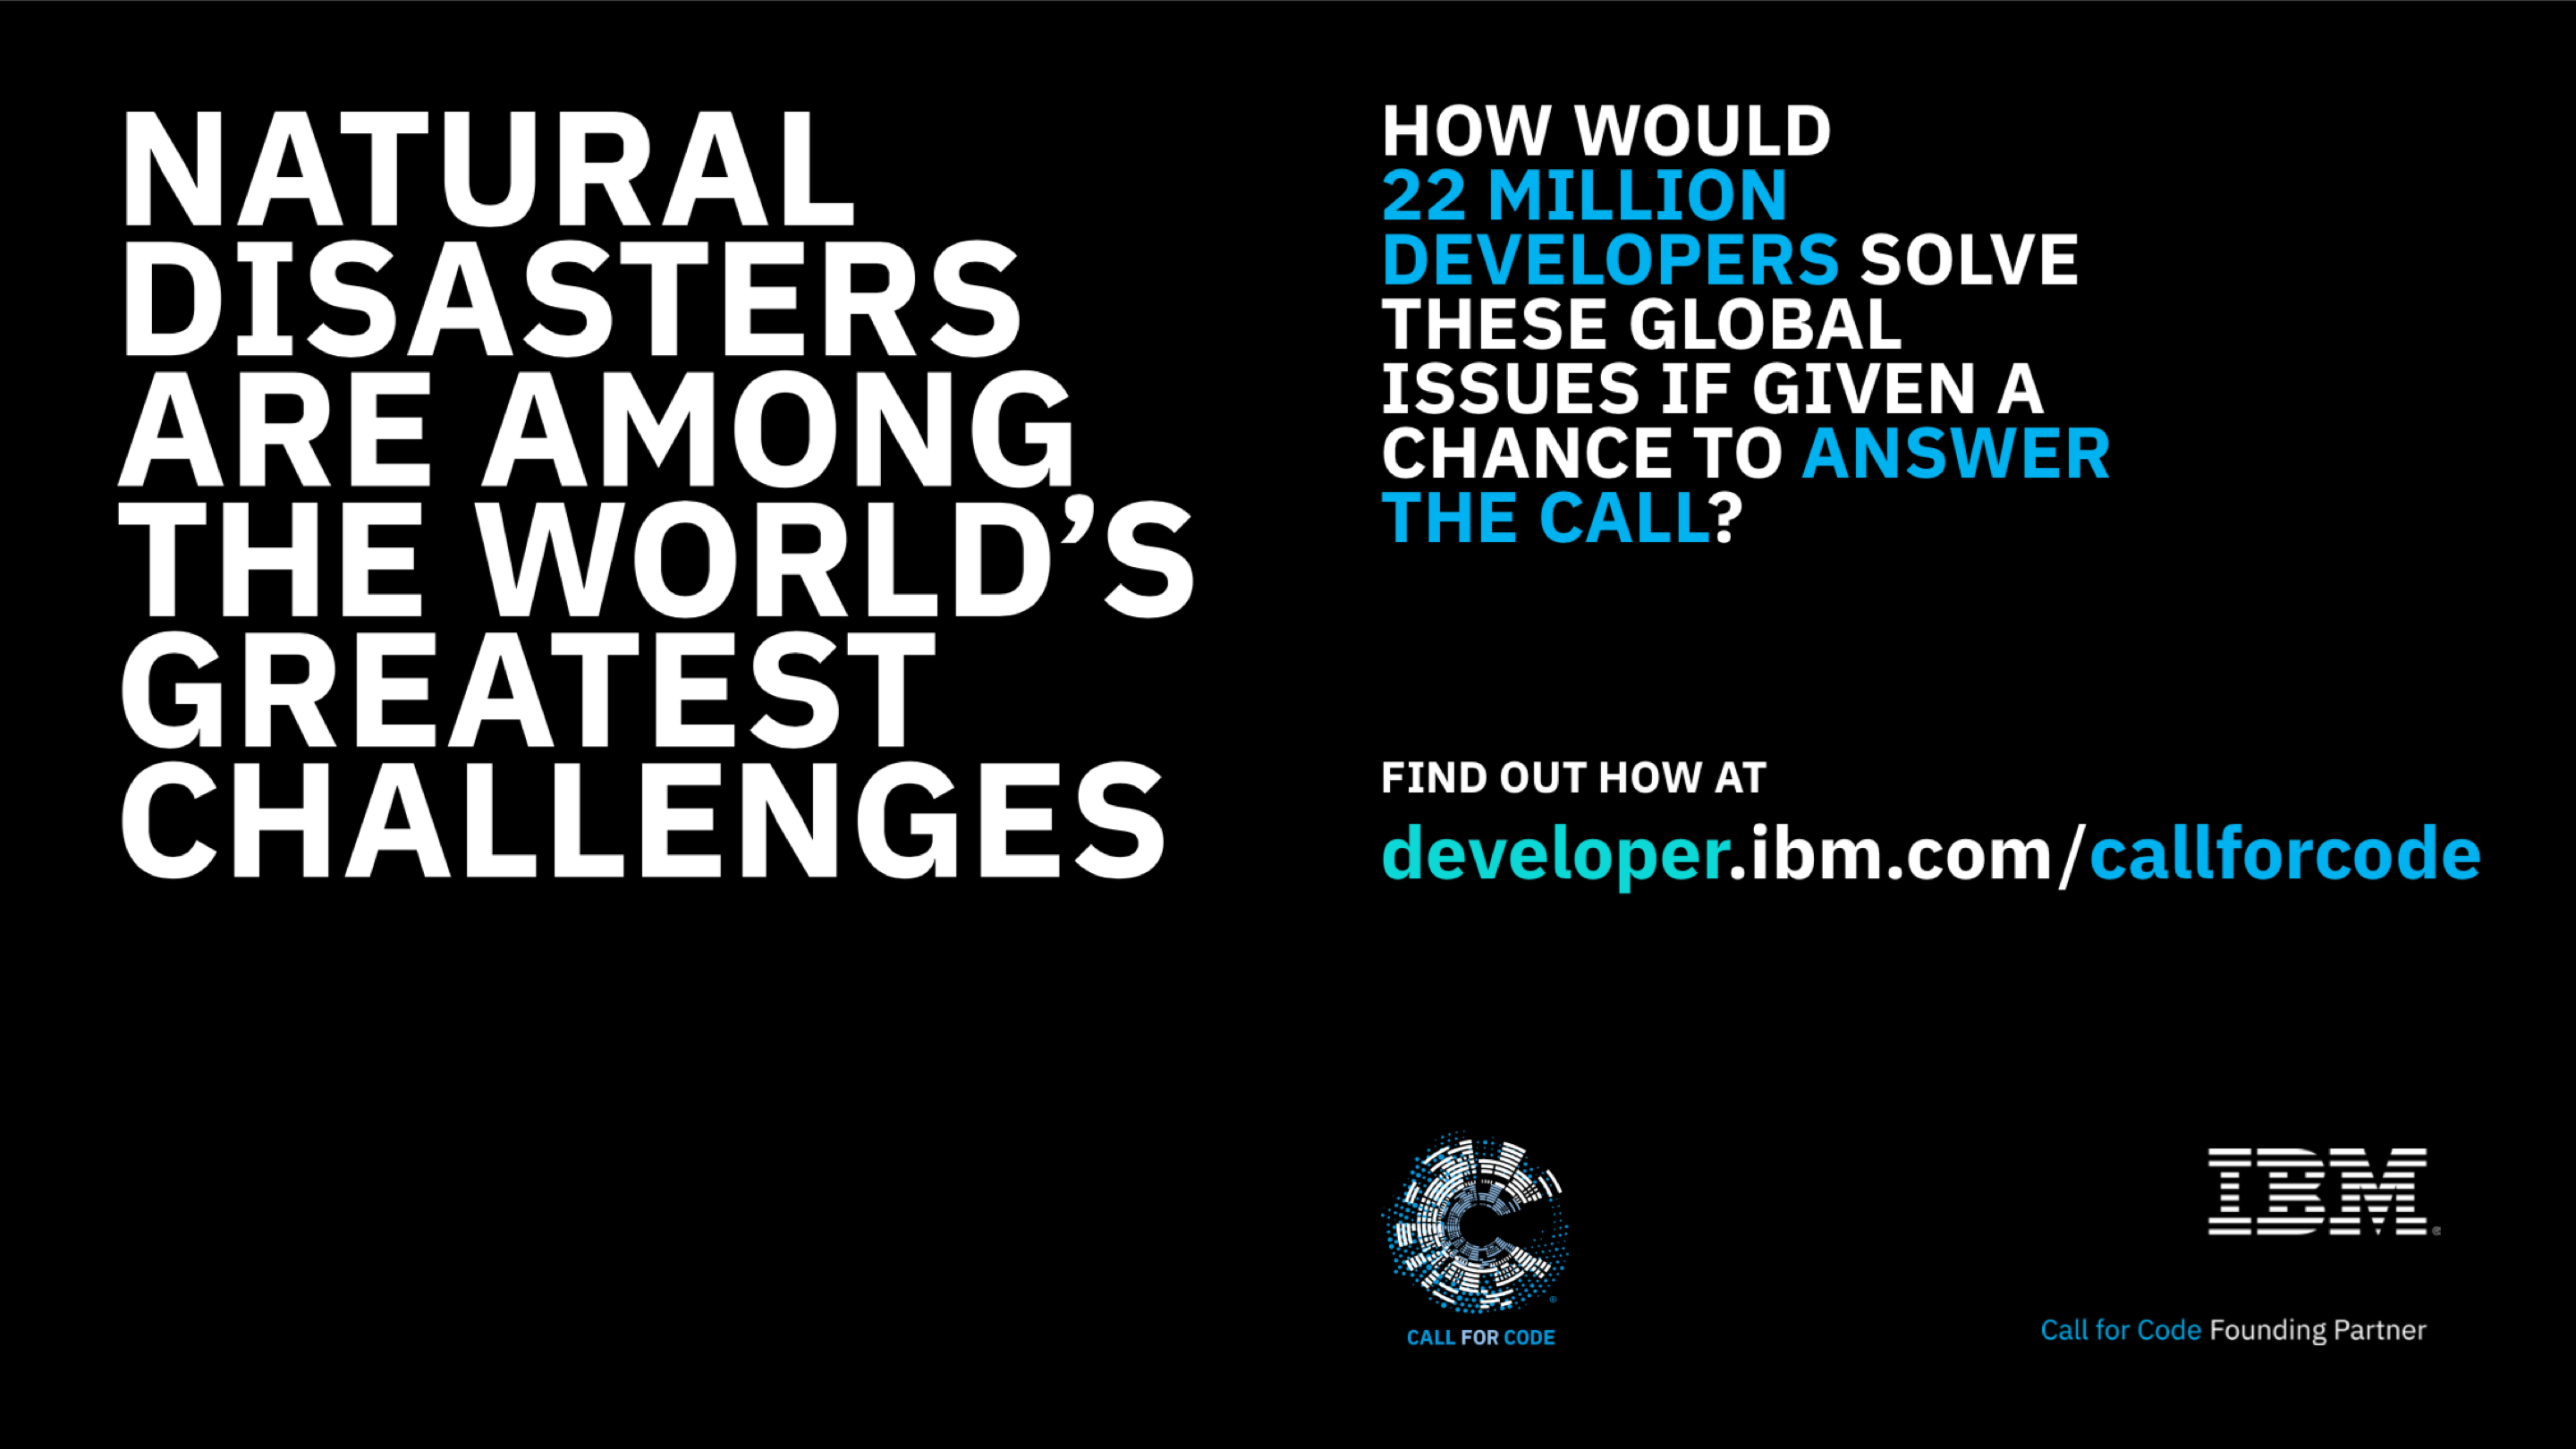 NATURAL
DISASTERS
ARE AMONG
THE WORLD’S
GREATEST
CHALLENGES
HOW WOULD
22 MILLION
DEVELOPERS SOLVE
THESE GLOBAL
ISSUES IF GIVEN A
CHANCE TO ANSWER
THE CALL?
FIND OUT HOW AT
developer.ibm.com/callforcode
CALL FOR CODE
IBM®
Call for Code Founding Partner